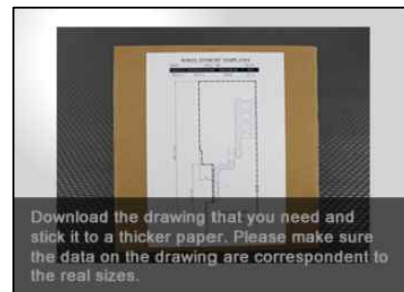 Download the drawing that you need and
stick it to a thicker paper. Please make sure
the data on the drawing are correspondent to
the real sizes.